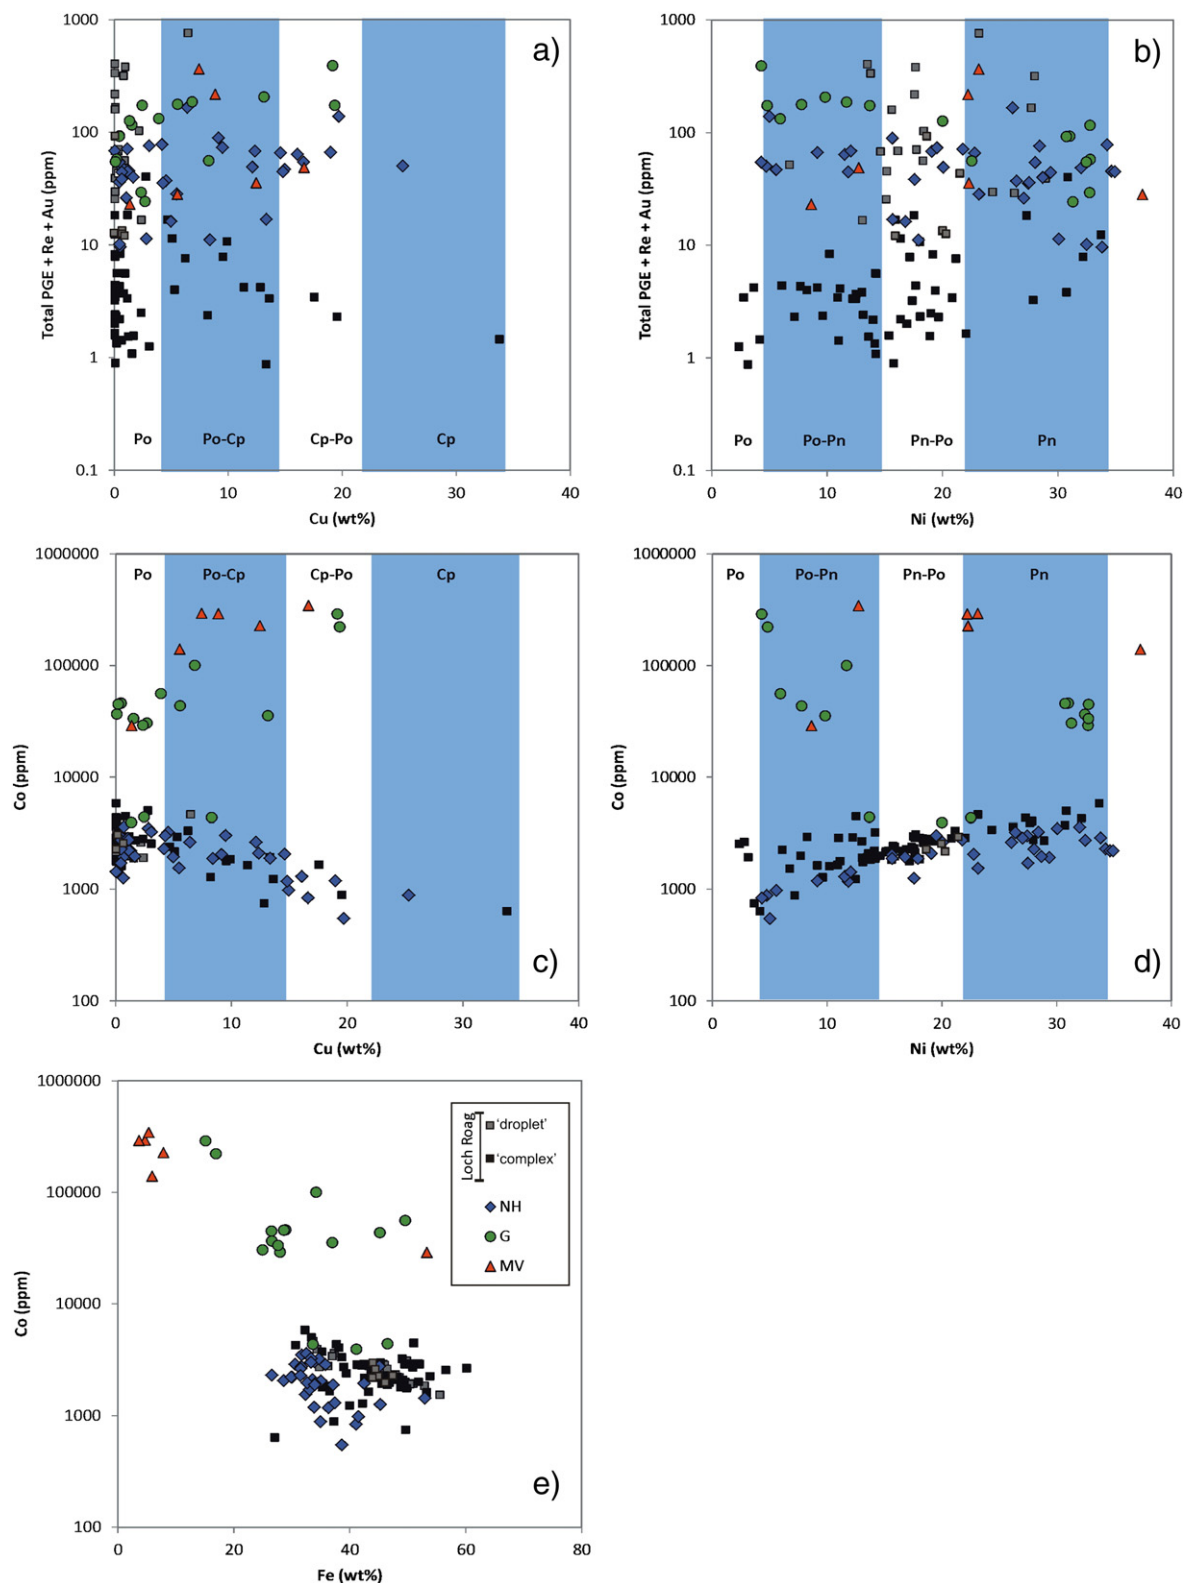 a)
1000
100
10
1
0.1
Total PGE + Re + Au (ppm)
Po
Po-Cp
Cp-Po
Cp
0
10
20
30
40
Cu (wt%)
b)
1000
100
10
1
0.1
Total PGE + Re + Au (ppm)
Po
Po-Pn
Pn-Po
Pn
0
10
20
30
40
Ni (wt%)
1000000
100000
10000
1000
100
Co (ppm)
Po
Po-Cp
Cp-Po
Cp
c)
0
10
20
30
40
Cu (wt%)
1000000
100000
10000
1000
100
Co (ppm)
Po
Po-Pn
Pn-Po
Pn
d)
0
10
20
30
40
Ni (wt%)
1000000
100000
10000
1000
100
Co (ppm)
Loch Roag
'droplet'
'complex'
NH
G
MV
e)
0
20
40
60
80
Fe (wt%)